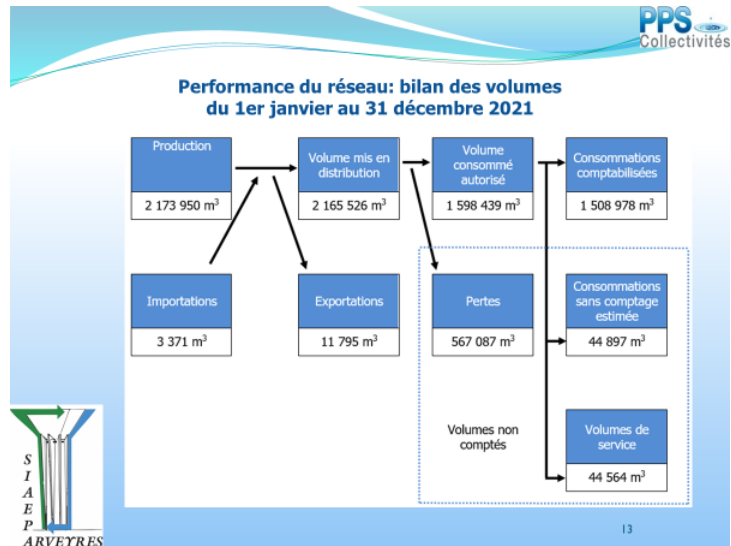 PPS
Collectivités
Performance du réseau: bilan des volumes
du 1er janvier au 31 décembre 2021
Production
2 173 950 m³
Volume mis en
distribution
2 165 526 m³
Volume
consommé
autorisé
1 598 439 m³
Consommations
comptabilisées
1 508 978 m³
Importations
3 371 m³
Exportations
11 795 m³
Pertes
567 087 m³
Consommations
sans comptage
estimée
44 897 m³
Volumes non
comptés
Volumes de
service
44 564 m³
SIAEP
ARVEYRES
13